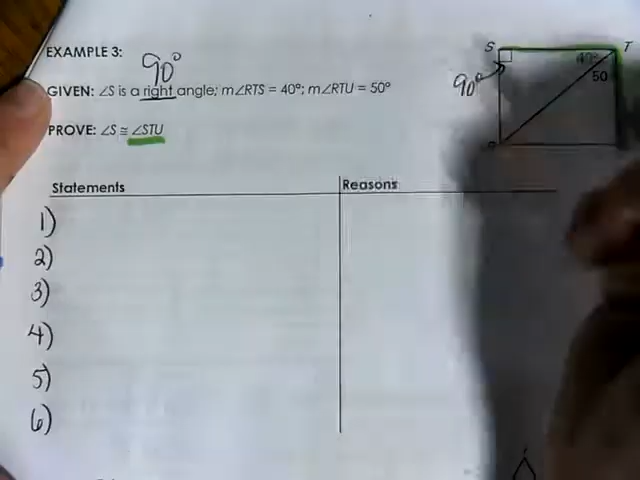 EXAMPLE 3:
90°
GIVEN: ∠S is a right angle; m∠RTS = 40°; m∠RTU = 50°
PROVE: ∠S ≅ ∠STU
S
T
40°
50
90°
Statements
Reasons
1)
2)
3)
4)
5)
6)